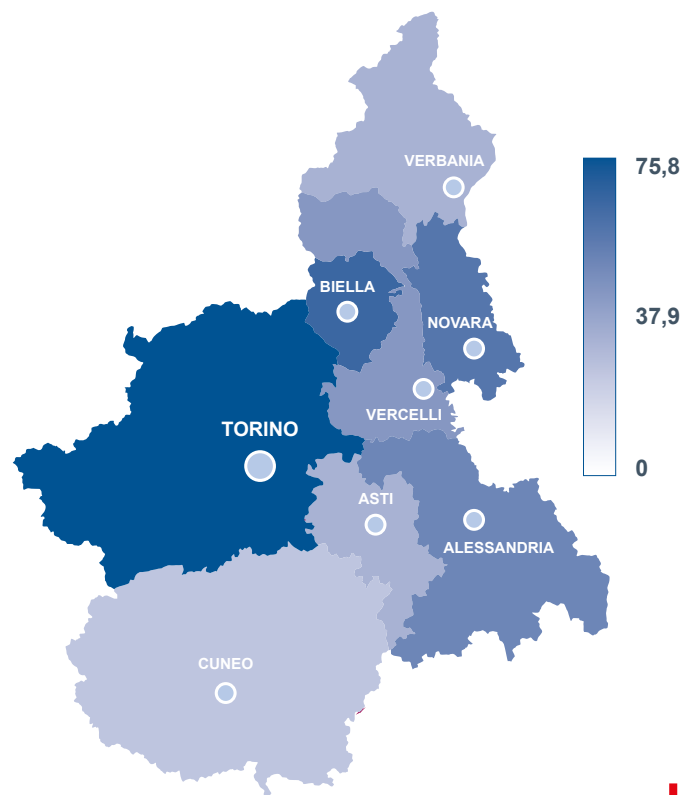 VERBANIA
75,8
BIELLA
NOVARA
37,9
VERCELLI
TORINO
0
ASTI
ALESSANDRIA
CUNEO